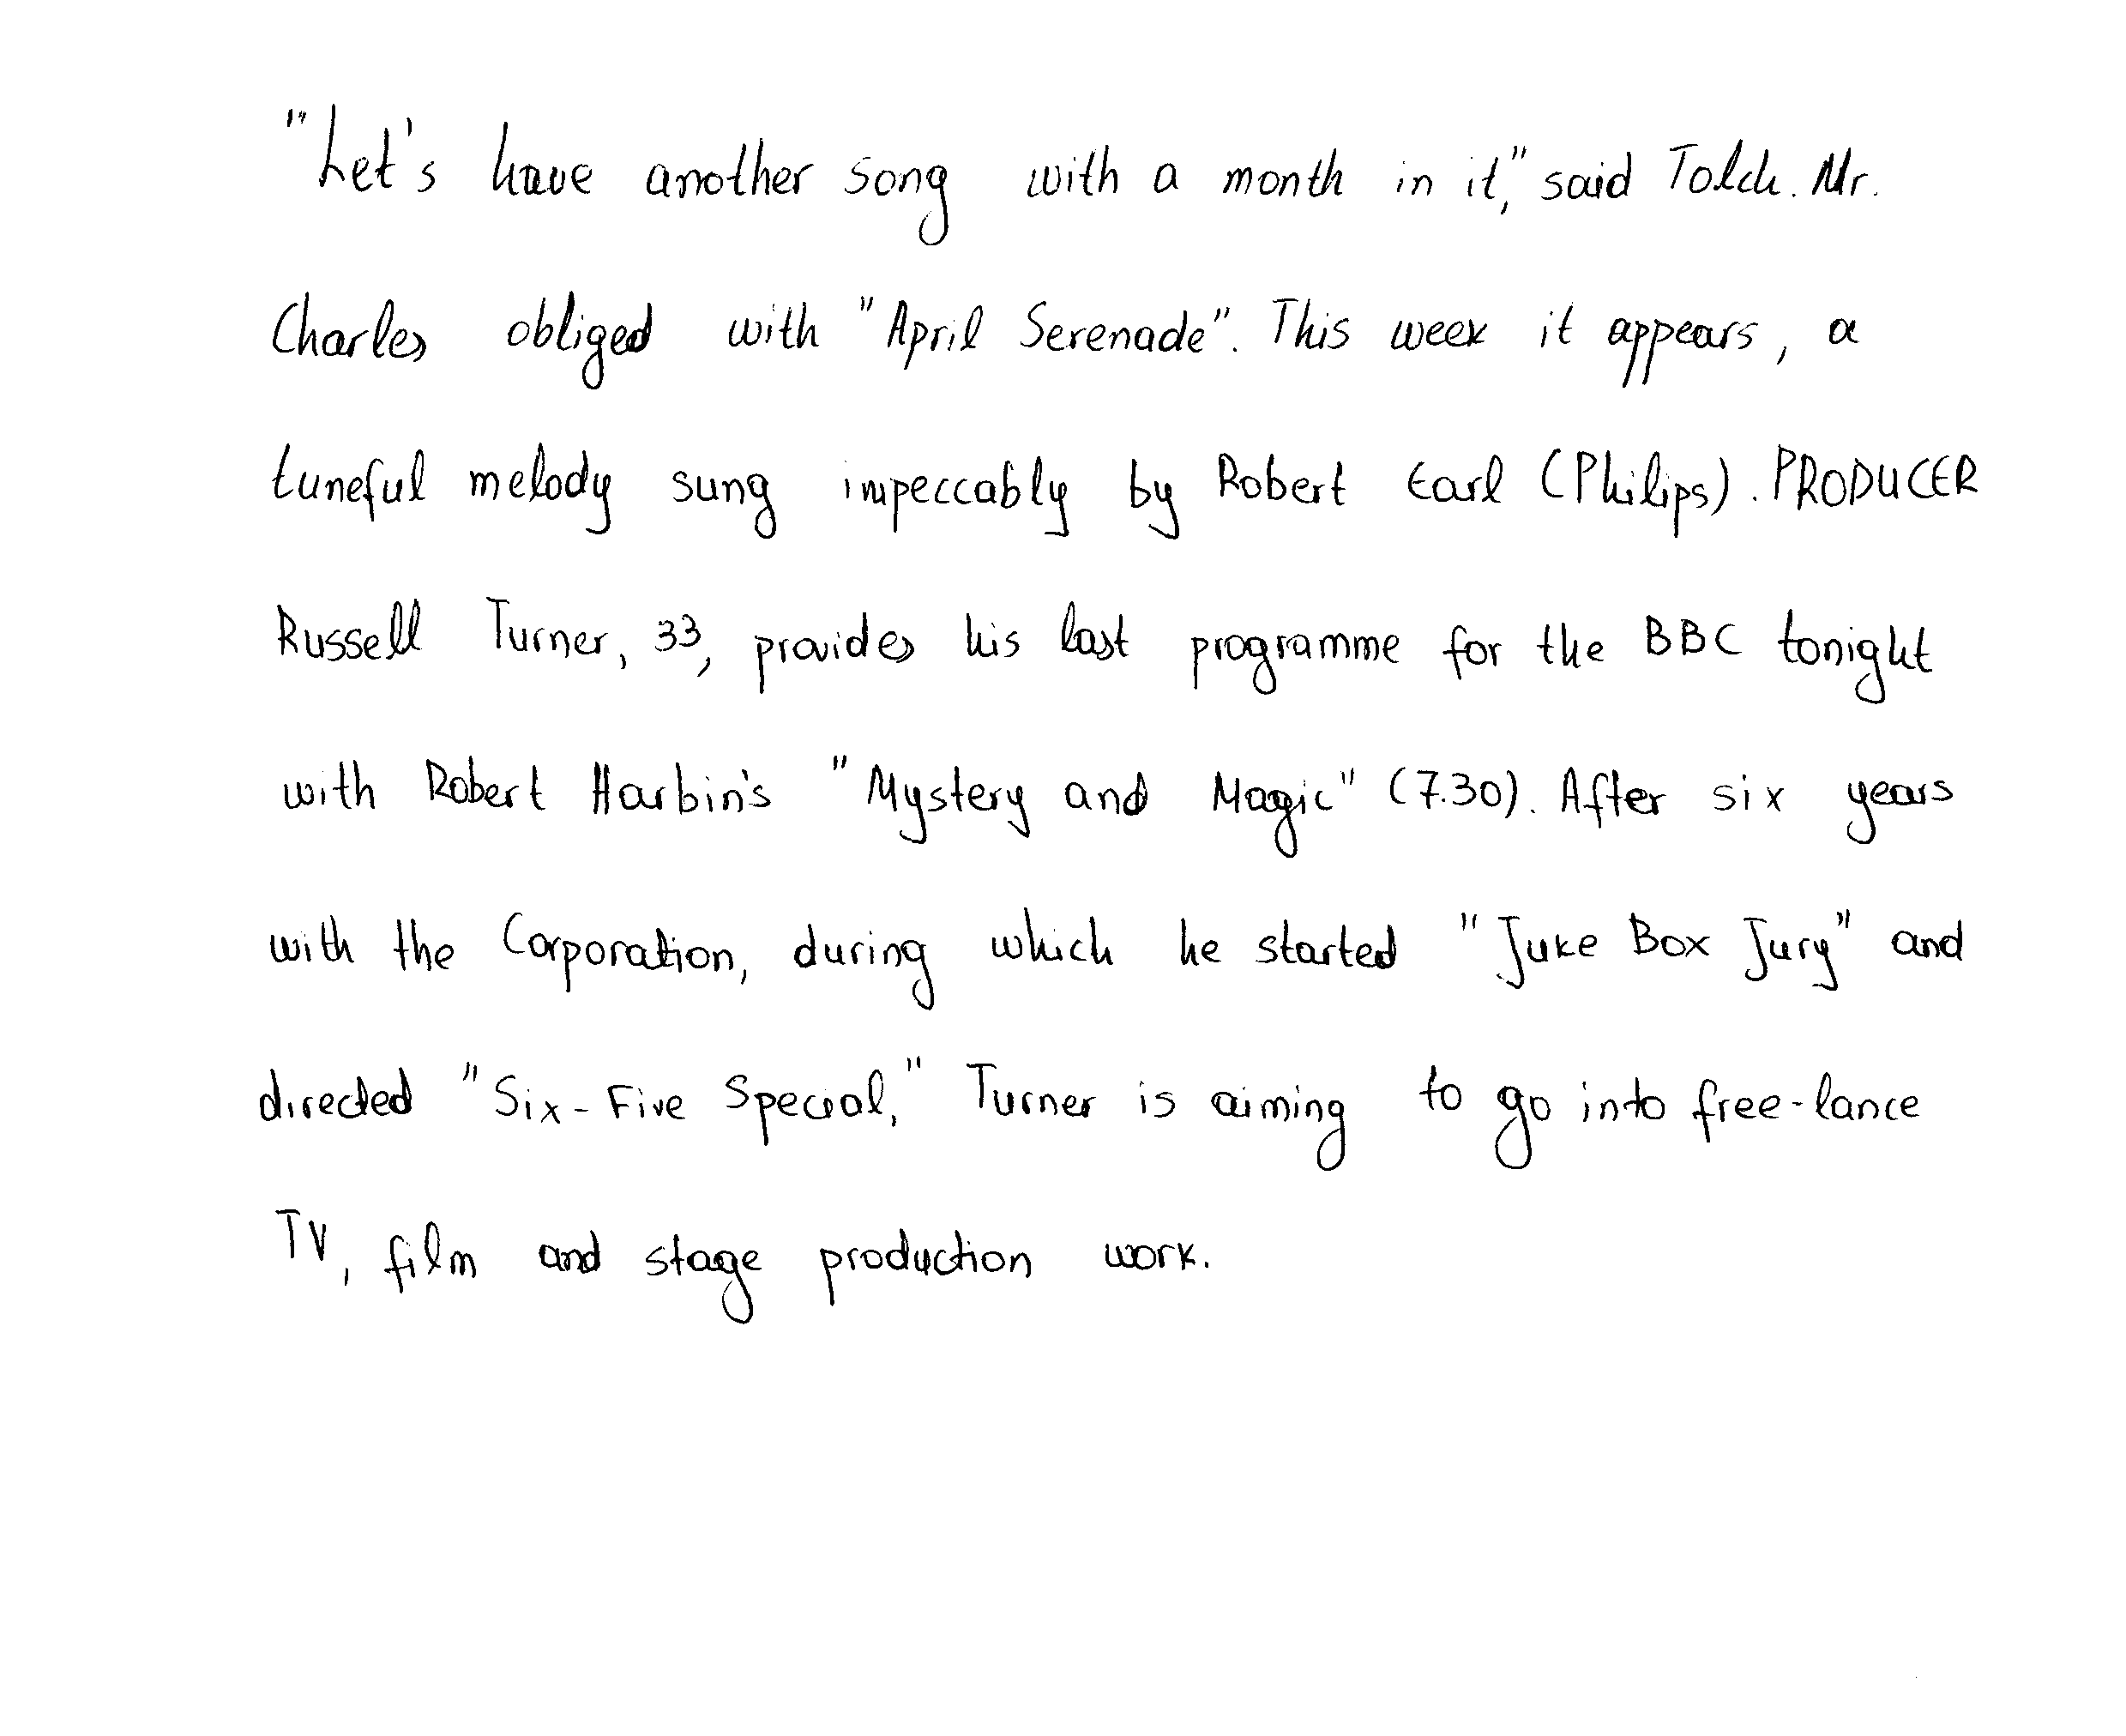 "Let's have another song with a month in it," said Tolch. Mr.
Charles obliged with "April Serenade". This week it appears, a
tuneful melody sung impeccably by Robert Earl (Philips). PRODUCER
Russell Turner, 33, provides his last programme for the BBC tonight
with Robert Harbin's "Mystery and Magic" (7.30). After six years
with the Corporation, during which he started "Juke Box Jury" and
directed "Six-Five Special," Turner is aiming to go into free-lance
TV, film and stage production work.